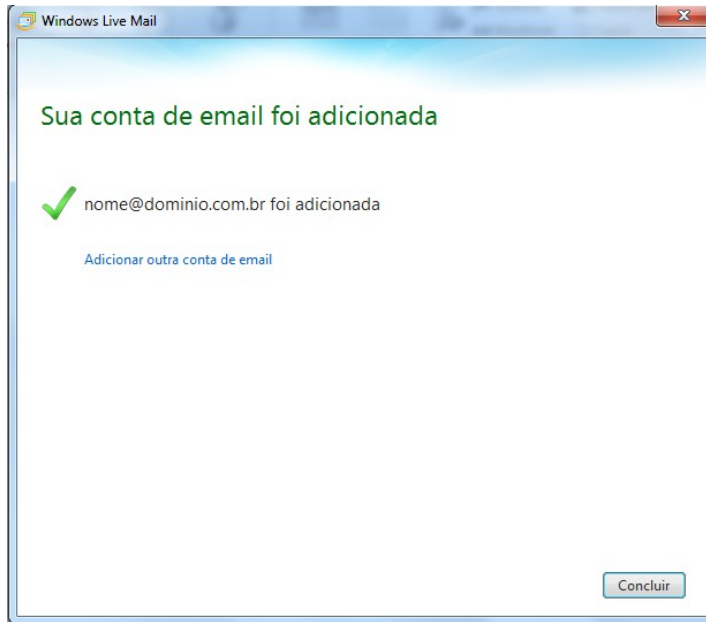 Windows Live Mail
Sua conta de email foi adicionada
nome@dominio.com.br foi adicionada
Adicionar outra conta de email
Concluir